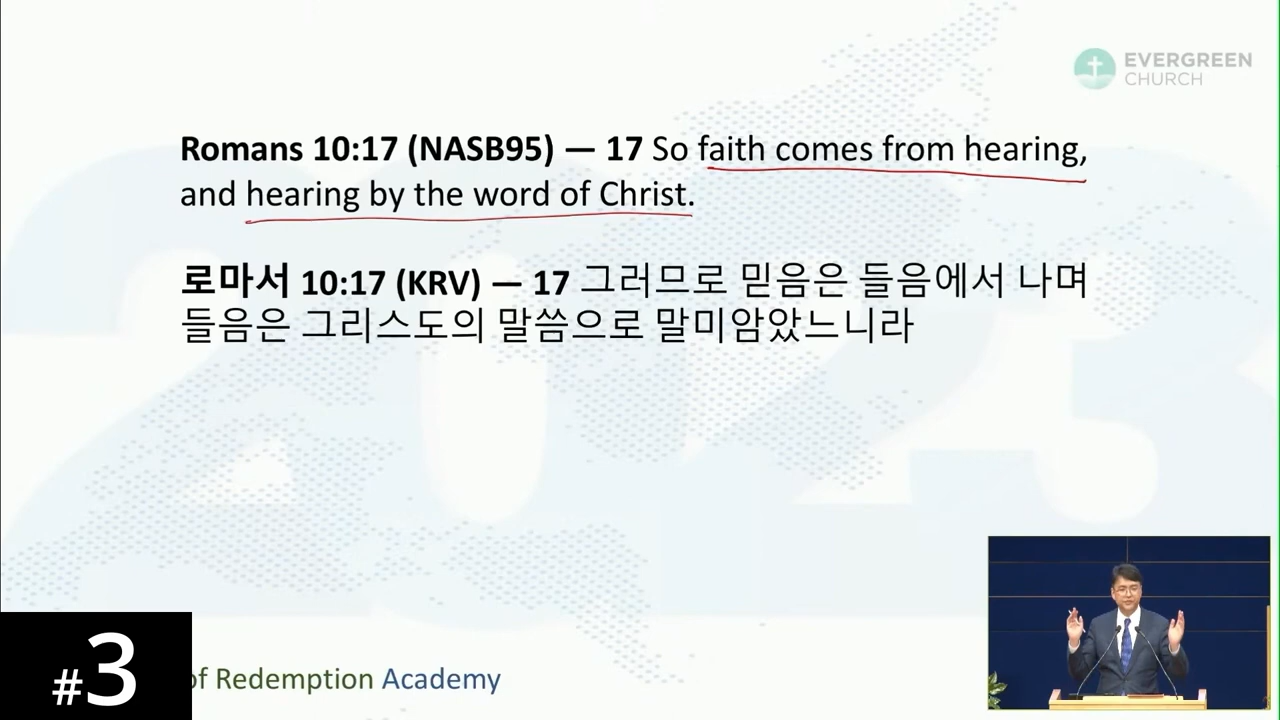 EVERGREEN
CHURCH
Romans 10:17 (NASB95) — 17 So faith comes from hearing,
and hearing by the word of Christ.
로마서 10:17 (KRV) — 17 그러므로 믿음은 들음에서 나며
들음은 그리스도의 말씀으로 말미암았느니라
#3
of Redemption Academy